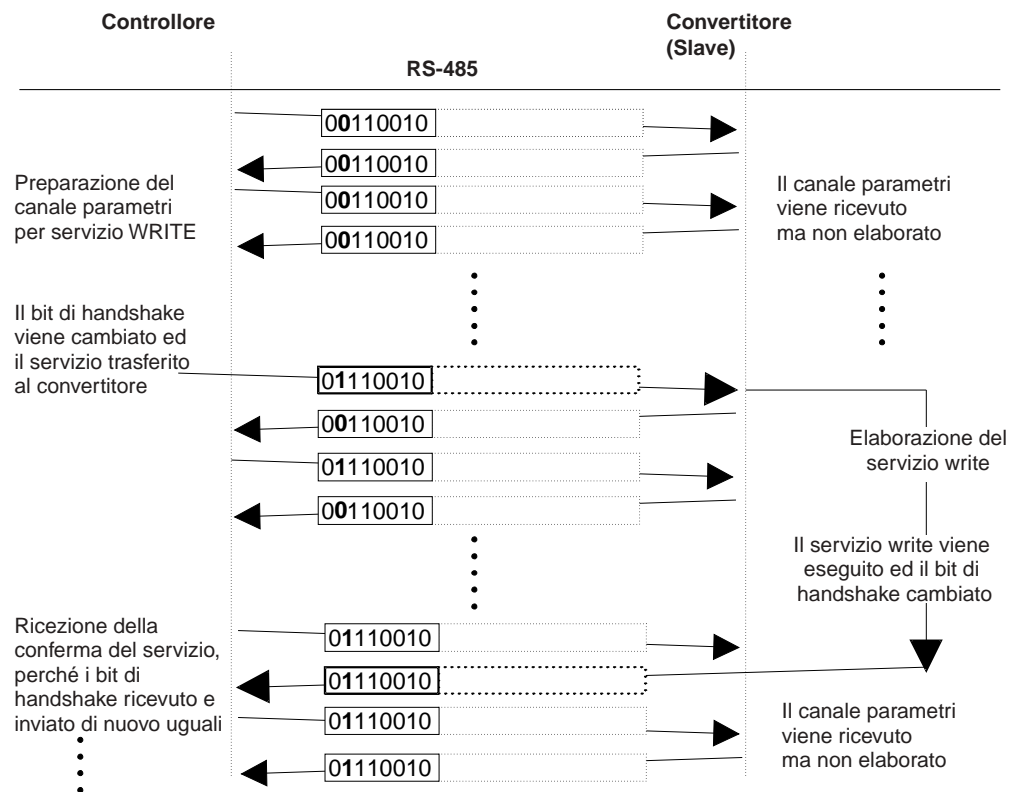 Controllore
Convertitore
(Slave)
RS-485
00110010
00110010
00110010
00110010
Preparazione del
canale parametri
per servizio WRITE
Il canale parametri
viene ricevuto
ma non elaborato
Il bit di handshake
viene cambiato ed
il servizio trasferito
al convertitore
01110010
00110010
01110010
00110010
Elaborazione del
servizio write
Il servizio write viene
eseguito ed il bit di
handshake cambiato
Ricezione della
conferma del servizio,
perché i bit di
handshake ricevuto e
inviato di nuovo uguali
01110010
01110010
01110010
01110010
Il canale parametri
viene ricevuto
ma non elaborato